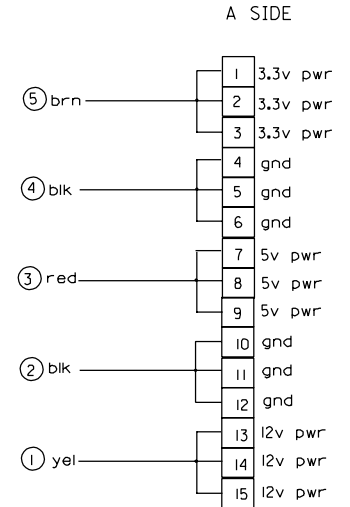 A SIDE
1 3.3v pwr
5 brn 2 3.3v pwr
3 3.3v pwr
4 gnd
4 blk 5 gnd
6 gnd
7 5v pwr
3 red 8 5v pwr
9 5v pwr
10 gnd
2 blk 11 gnd
12 gnd
13 12v pwr
1 yel 14 12v pwr
15 12v pwr